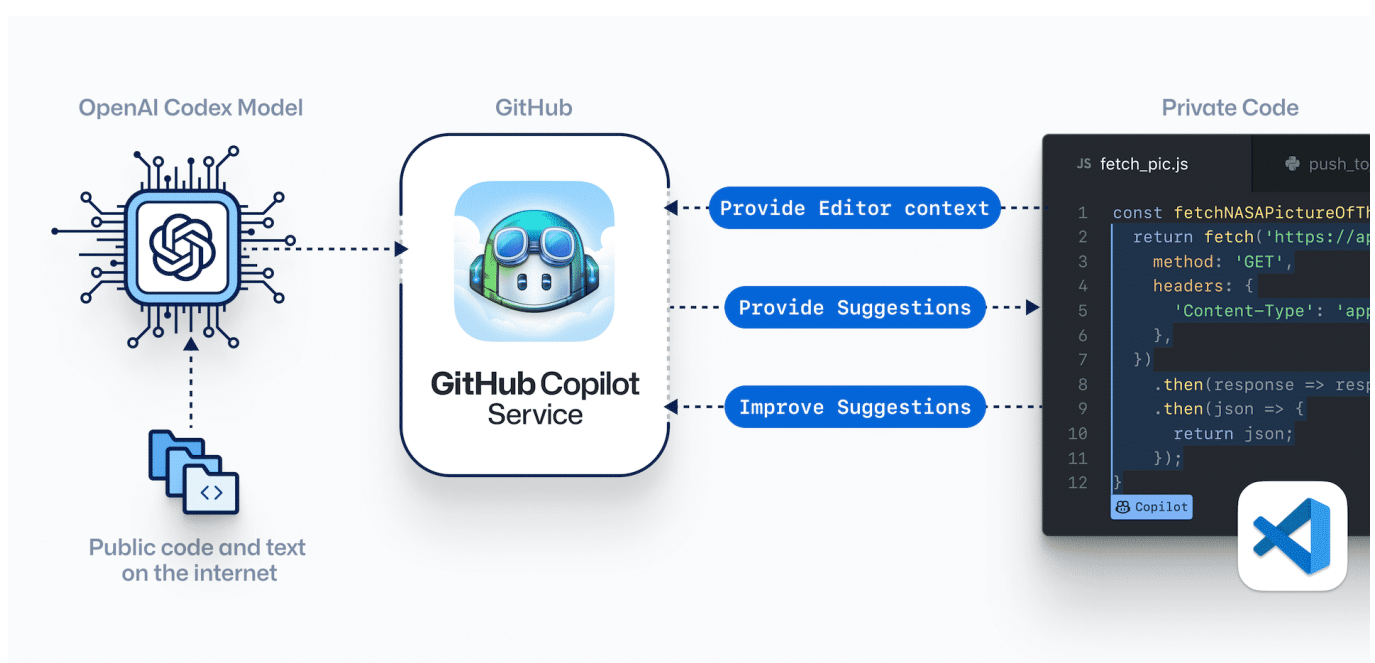 OpenAI Codex Model
GitHub
Private Code
JS fetch_pic.js
push_to
Provide Editor context
Provide Suggestions
Improve Suggestions
GitHub Copilot
Service
1 const fetchNASAPictureOfTh
2 return fetch('https://ap
3 method: 'GET',
4 headers: {
5 'Content-Type': 'app
6 },
7 })
8 .then(response => resp
9 .then(json => {
10 return json;
11 });
12 }
Copilot
<>
Public code and text
on the internet